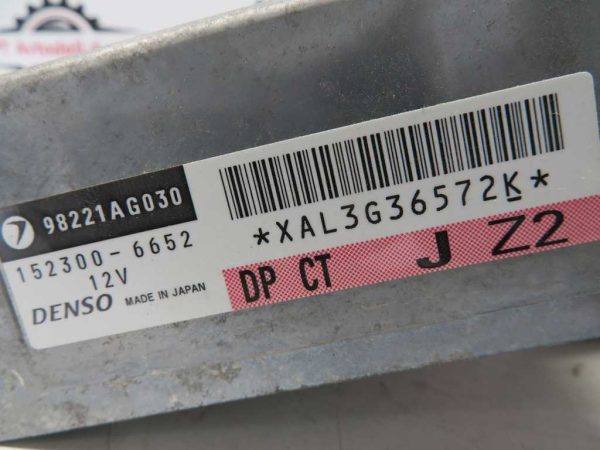 98221AG030
152300-6652
12V
DENSO MADE IN JAPAN
*XAL3G36572K*
DP CT J Z2